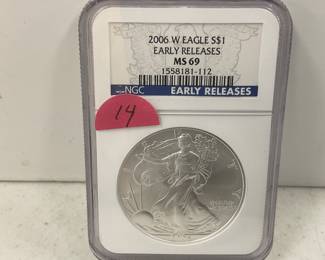 2006 W EAGLE S$1
EARLY RELEASES
MS 69
1558181-112
NGC
EARLY RELEASES
14